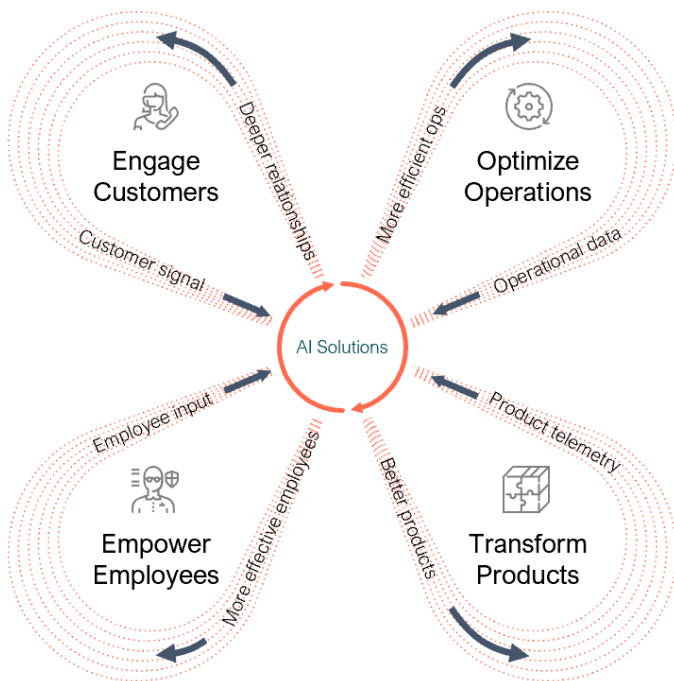 Engage
Customers
Deeper relationships
Customer signal
Optimize
Operations
More efficient ops
Operational data
AI Solutions
Employee input
Empower
Employees
More effective employees
Product telemetry
Transform
Products
Better products